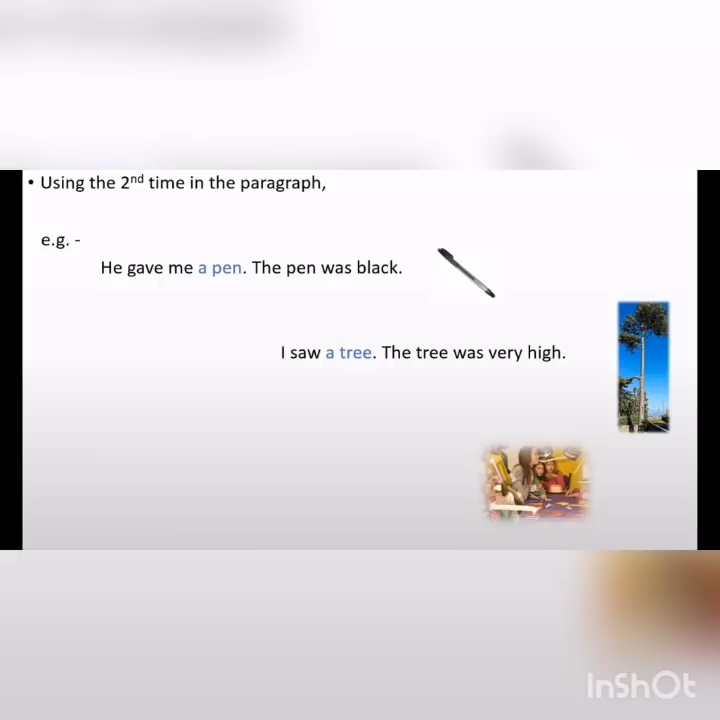 • Using the 2nd time in the paragraph,
e.g. -
He gave me a pen. The pen was black.
I saw a tree. The tree was very high.
InShOt